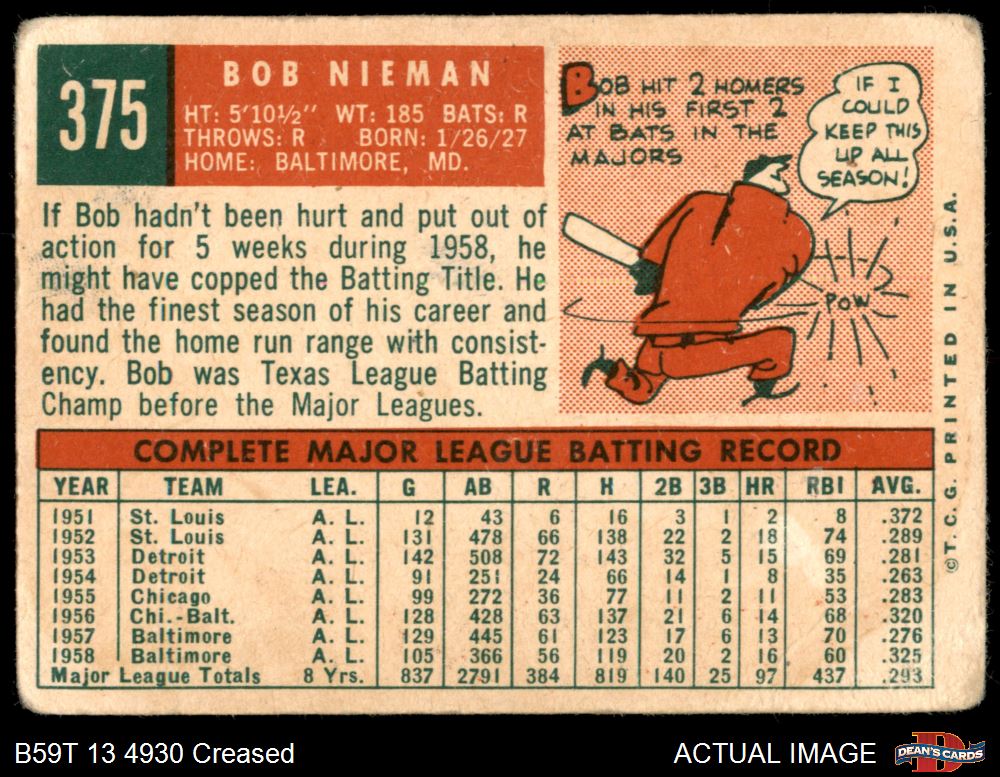 375
BOB NIEMAN
HT: 5'10½" WT: 185 BATS: R
THROWS: R BORN: 1/26/27
HOME: BALTIMORE, MD.
If Bob hadn't been hurt and put out of
action for 5 weeks during 1958, he
might have copped the Batting Title. He
had the finest season of his career and
found the home run range with consist-
ency. Bob was Texas League Batting
Champ before the Major Leagues.
BOB HIT 2 HOMERS
IN HIS FIRST 2
AT BATS IN THE
MAJORS
IF I
COULD
KEEP THIS
UP ALL
SEASON!
POW
©T.C.G. PRINTED IN U.S.A.
COMPLETE MAJOR LEAGUE BATTING RECORD
YEAR TEAM LEA. G AB R H 2B 3B HR RBI AVG.
1951 St. Louis A. L. 12 43 6 16 3 1 2 8 .372
1952 St. Louis A. L. 131 478 66 138 22 2 18 74 .289
1953 Detroit A. L. 142 508 72 143 32 5 15 69 .281
1954 Detroit A. L. 91 251 24 66 14 1 8 35 .263
1955 Chicago A. L. 99 272 36 77 11 2 11 53 .283
1956 Chi.-Balt. A. L. 128 428 63 137 21 6 14 68 .320
1957 Baltimore A. L. 129 445 61 123 17 6 13 70 .276
1958 Baltimore A. L. 105 366 56 119 20 2 16 60 .325
Major League Totals 8 Yrs. 837 2791 384 819 140 25 97 437 .293
B59T 13 4930 Creased
ACTUAL IMAGE
D
DEAN'S CARDS